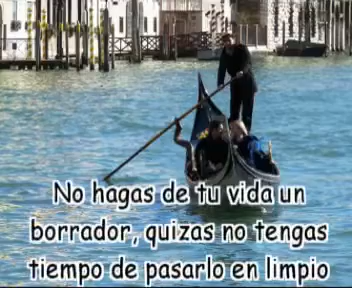 No hagas de tu vida un
borrador, quizas no tengas
tiempo de pasarlo en limpio